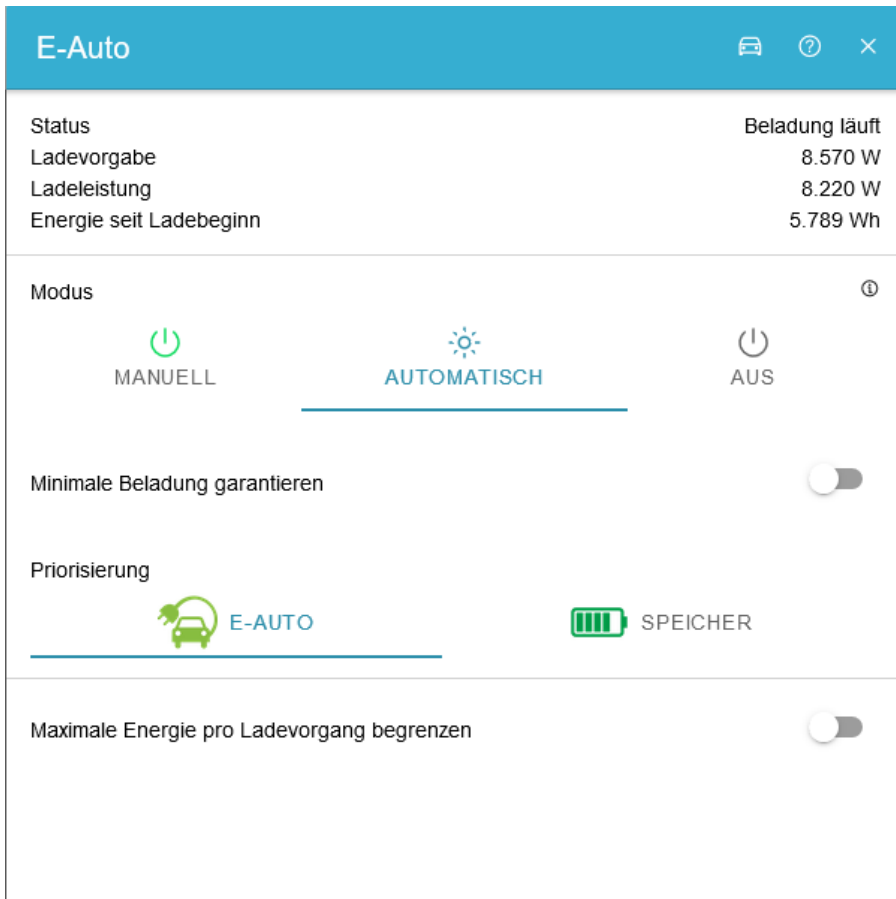 E-Auto
Status Beladung läuft
Ladevorgabe 8.570 W
Ladeleistung 8.220 W
Energie seit Ladebeginn 5.789 Wh
Modus
MANUELL AUTOMATISCH AUS
Minimale Beladung garantieren
Priorisierung
E-AUTO SPEICHER
Maximale Energie pro Ladevorgang begrenzen